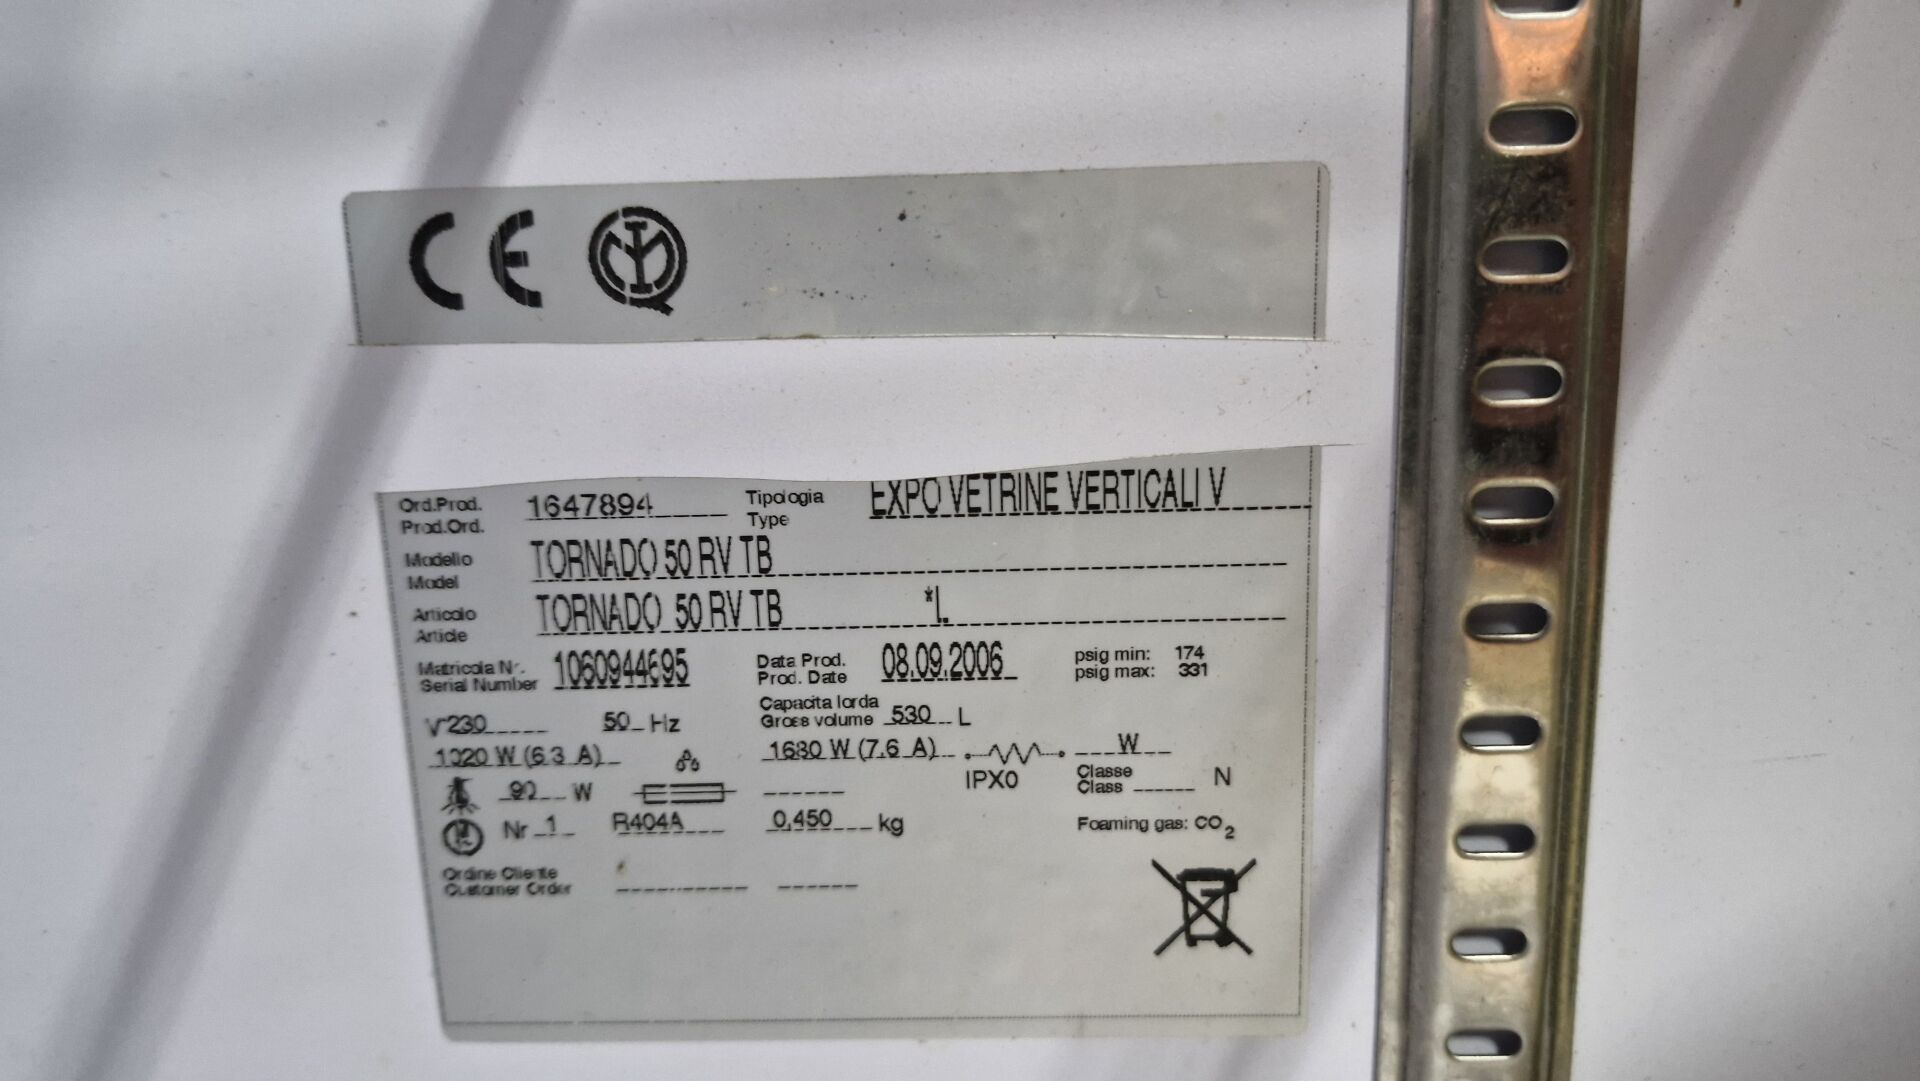 CE IMQ
Ord.Prod. 1647894 Tipologia EXPO VETRINE VERTICALI V
Prod.Ord. Type
Modello TORNADO 50 RV TB
Model
Articolo TORNADO 50 RV TB *L.
Article
Matricola Nr. 1060944695 Data Prod. 08.09.2006 psig min: 174
Serial Number Prod. Date psig max: 331
V~230 50 Hz Capacita lorda
Gross volume 530 L
1020 W (6.3 A) 1680 W (7.6 A) W
IPX0 Classe
90 W Class N
Nr 1 R404A 0,450 kg Foaming gas: CO2
Ordine Cliente
Customer Order